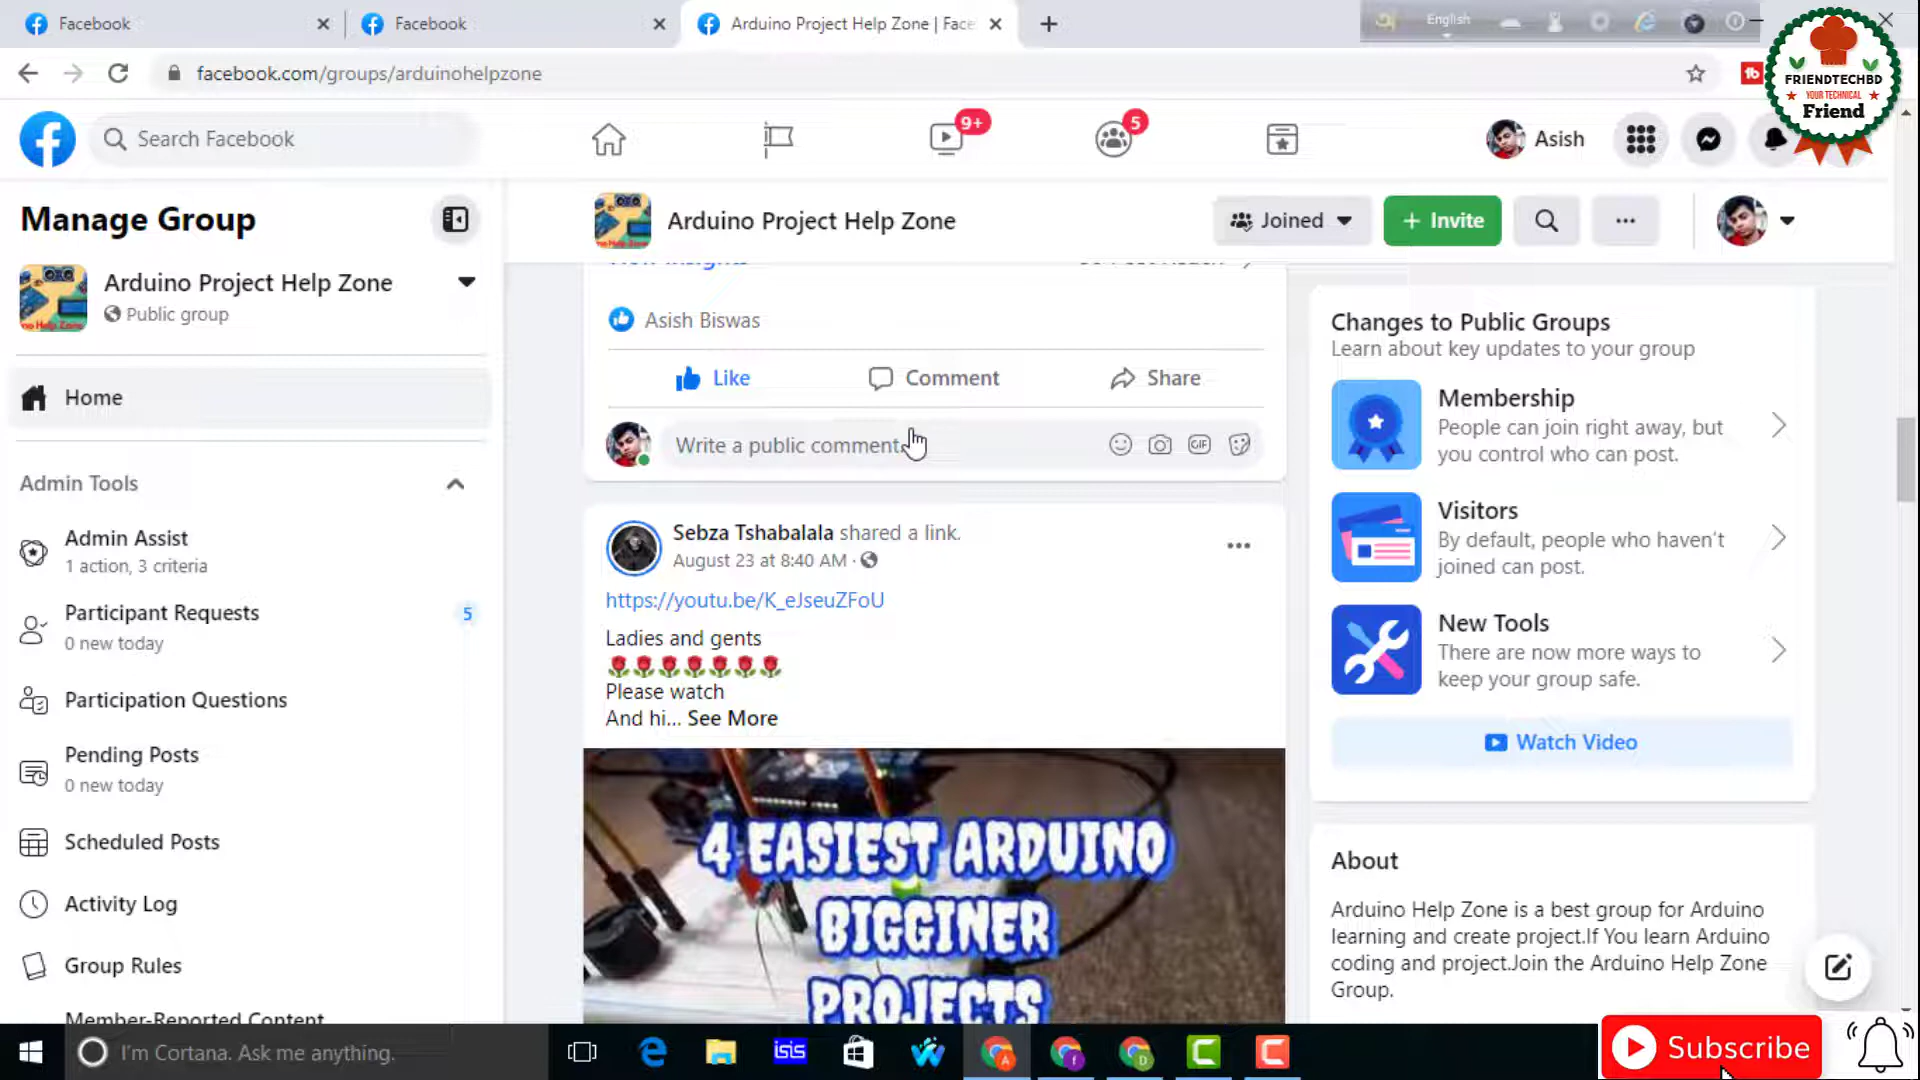 Facebook
Facebook
Arduino Project Help Zone | Face
English
facebook.com/groups/arduinohelpzone
FRIENDTECHBD
YOUR TECHNICAL
Friend
Search Facebook
9+
5
Asish
Manage Group
Arduino Project Help Zone
Joined
+ Invite
Arduino Project Help Zone
Public group
Asish Biswas
Like
Comment
Share
Write a public comment
GIF
Home
Admin Tools
Admin Assist
1 action, 3 criteria
Participant Requests
5
0 new today
Participation Questions
Pending Posts
0 new today
Scheduled Posts
Activity Log
Group Rules
Member-Reported Content
Sebza Tshabalala shared a link.
August 23 at 8:40 AM ·
https://youtu.be/K_eJseuZFoU
Ladies and gents
🌹🌹🌹🌹🌹🌹🌹
Please watch
And hi... See More
4 EASIEST ARDUINO
BIGGINER
PROJECTS
Changes to Public Groups
Learn about key updates to your group
Membership
People can join right away, but
you control who can post.
Visitors
By default, people who haven't
joined can post.
New Tools
There are now more ways to
keep your group safe.
Watch Video
About
Arduino Help Zone is a best group for Arduino
learning and create project.If You learn Arduino
coding and project.Join the Arduino Help Zone
Group.
I'm Cortana. Ask me anything.
isis
Subscribe